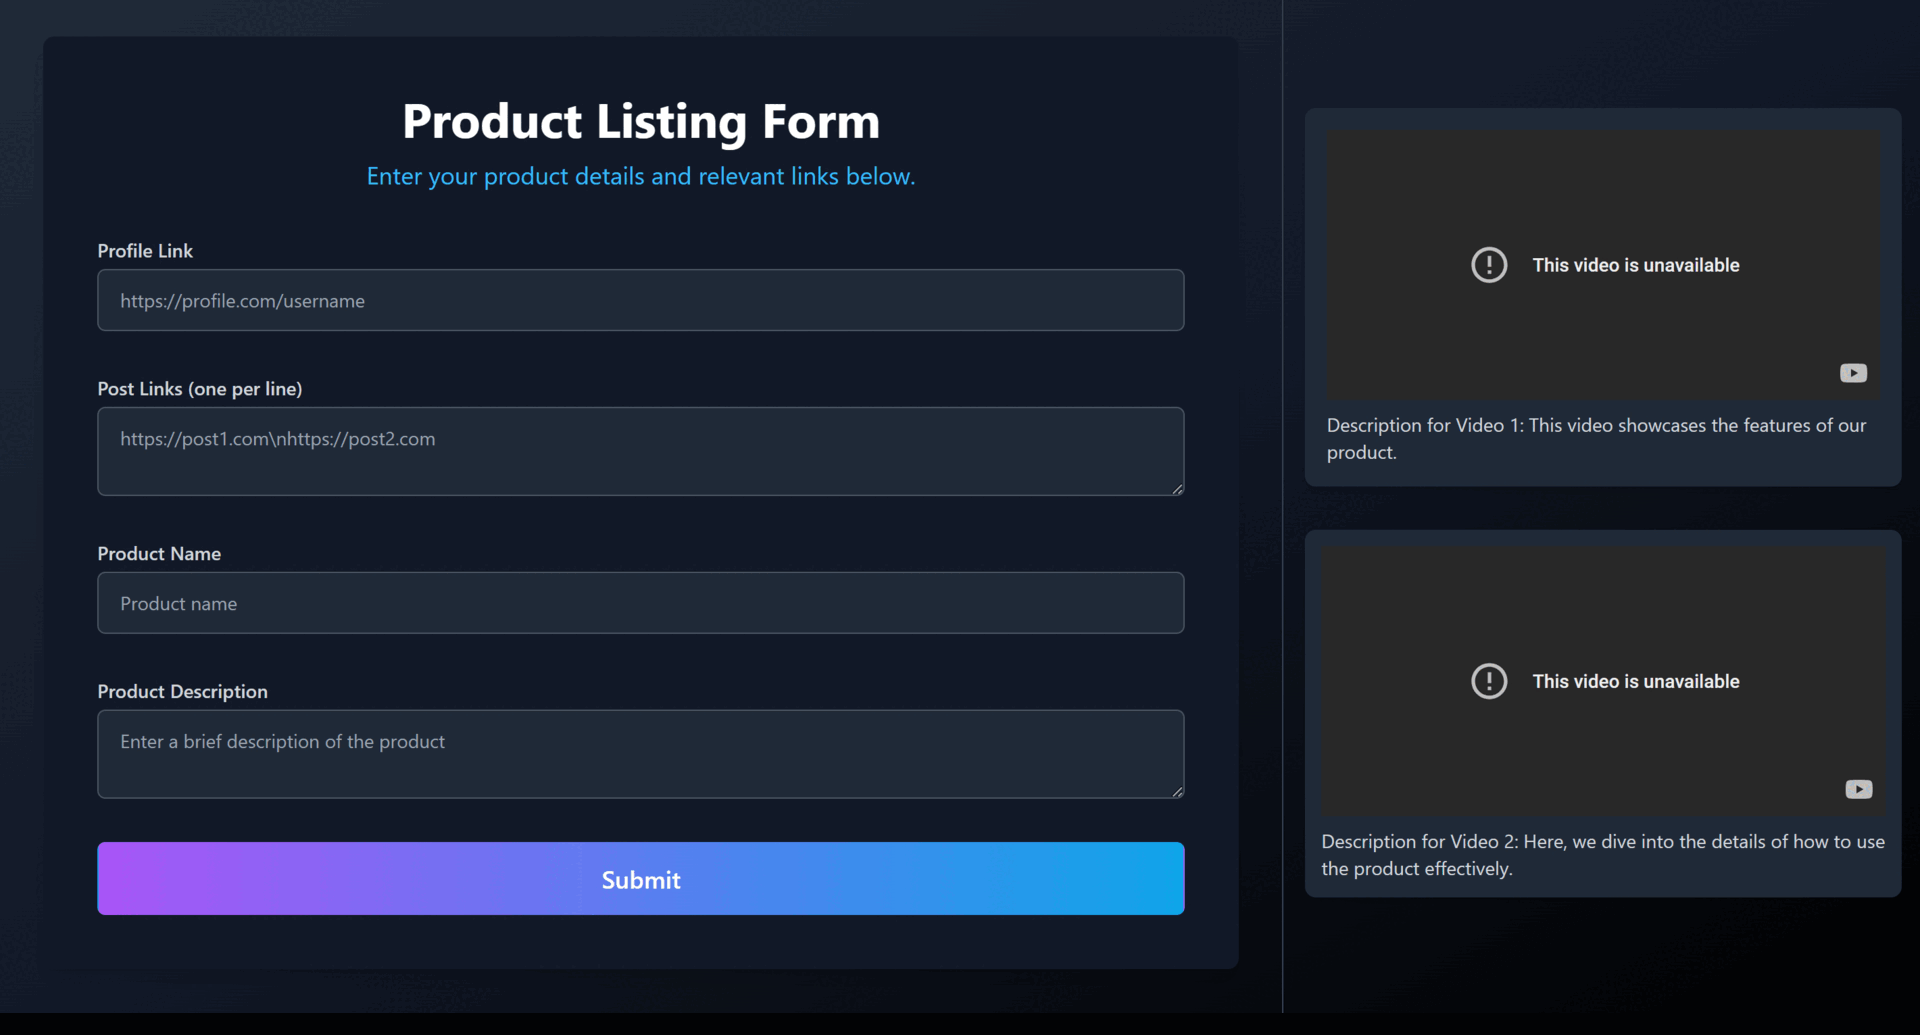 Product Listing Form
Enter your product details and relevant links below.
Profile Link
https://profile.com/username
Post Links (one per line)
https://post1.com\nhttps://post2.com
Product Name
Product name
Product Description
Enter a brief description of the product
Submit
This video is unavailable
Description for Video 1: This video showcases the features of our
product.
This video is unavailable
Description for Video 2: Here, we dive into the details of how to use
the product effectively.